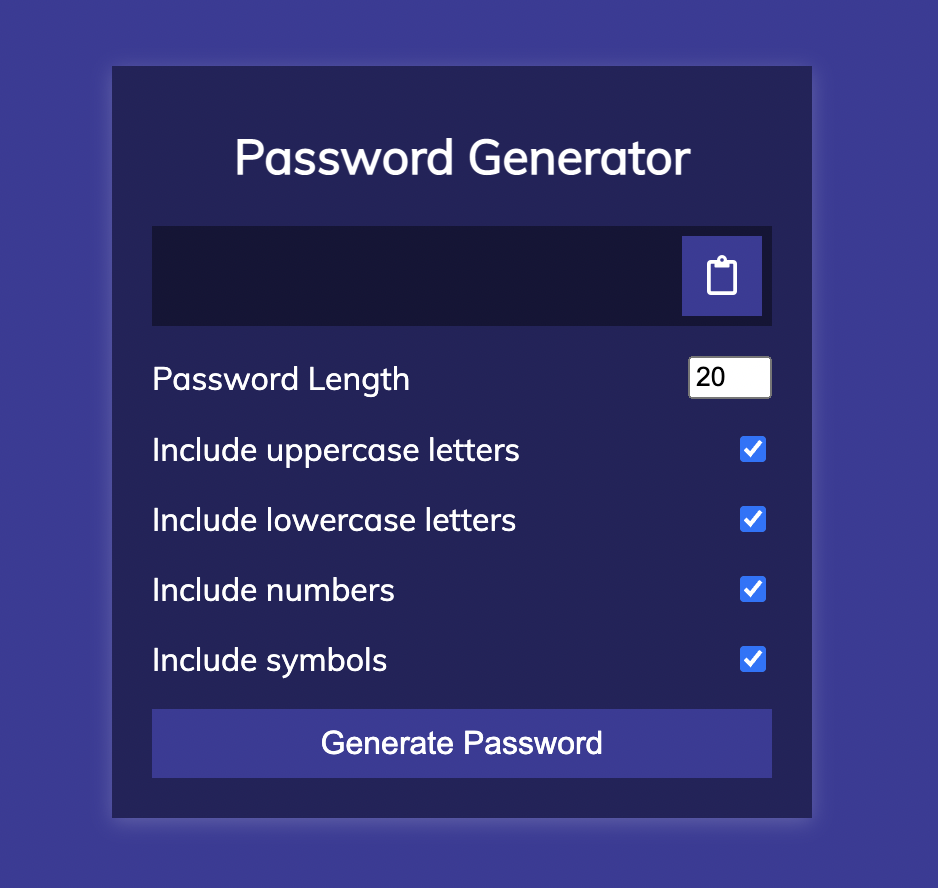 Password Generator
Password Length 20
Include uppercase letters
Include lowercase letters
Include numbers
Include symbols
Generate Password